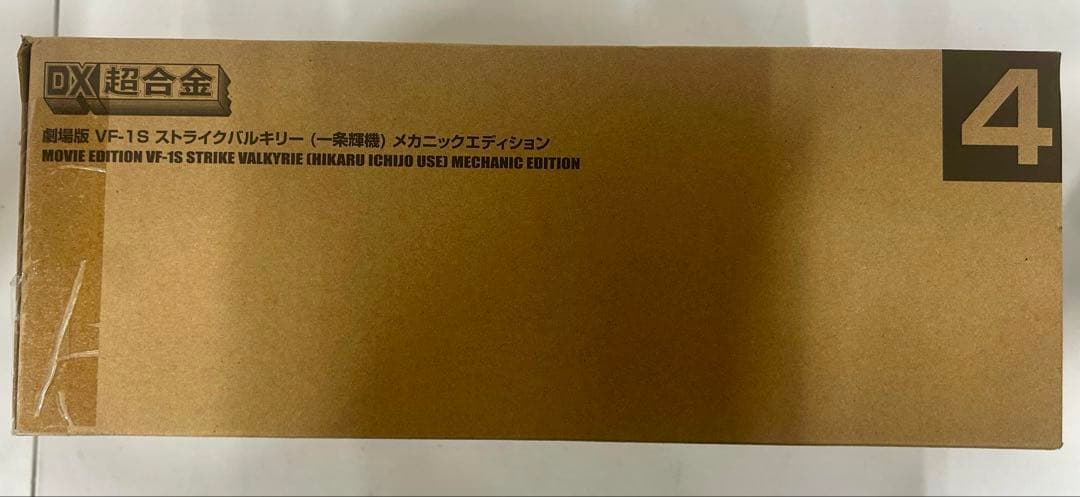 DX超合金
4
劇場版 VF-1S ストライクバルキリー (一条輝機) メカニックエディション
MOVIE EDITION VF-1S STRIKE VALKYRIE (HIKARU ICHIJO USE) MECHANIC EDITION